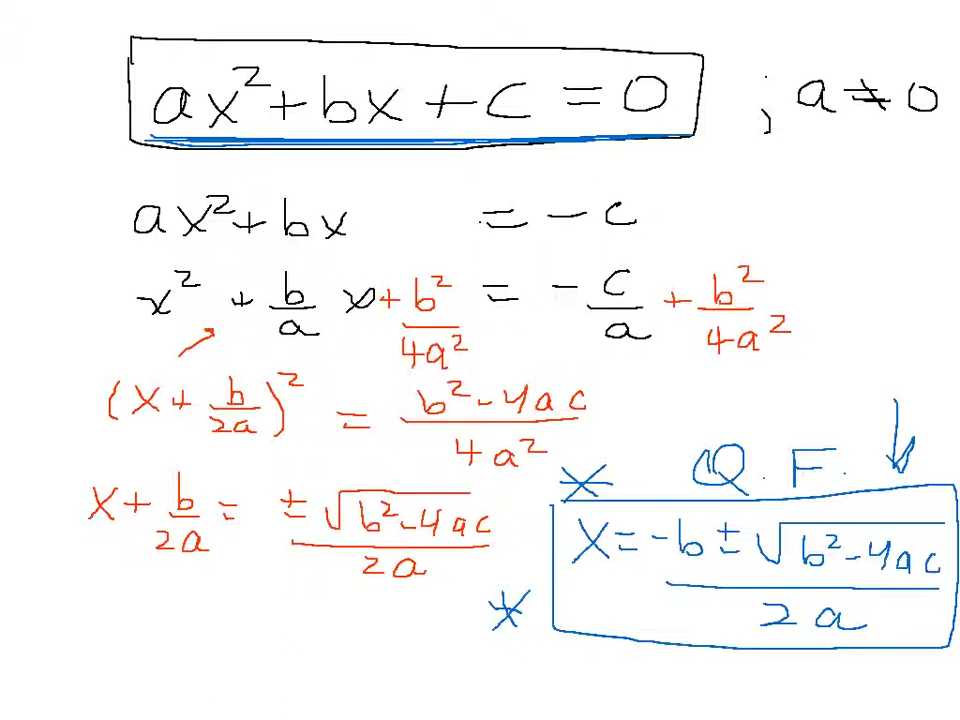 ax²+bx+c=0 ; a≠0
ax²+bx = -c
x² + b/a x + b²/4a² = - c/a + b²/4a²
(x + b/2a)² = b²-4ac/4a²
Q.F.
x + b/2a = ±√b²-4ac/2a
x = -b±√b²-4ac/2a